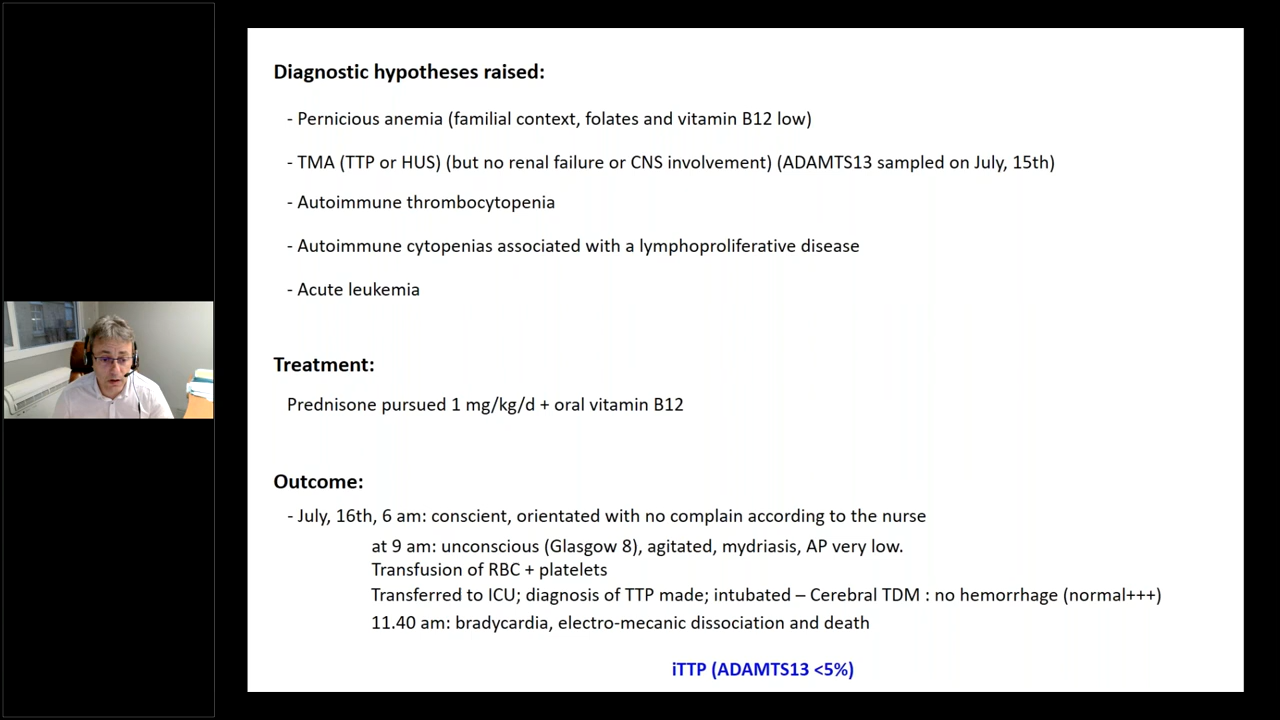 Diagnostic hypotheses raised:
- Pernicious anemia (familial context, folates and vitamin B12 low)
- TMA (TTP or HUS) (but no renal failure or CNS involvement) (ADAMTS13 sampled on July, 15th)
- Autoimmune thrombocytopenia
- Autoimmune cytopenias associated with a lymphoproliferative disease
- Acute leukemia
Treatment:
Prednisone pursued 1 mg/kg/d + oral vitamin B12
Outcome:
- July, 16th, 6 am: conscient, orientated with no complain according to the nurse
at 9 am: unconscious (Glasgow 8), agitated, mydriasis, AP very low.
Transfusion of RBC + platelets
Transferred to ICU; diagnosis of TTP made; intubated – Cerebral TDM : no hemorrhage (normal+++)
11.40 am: bradycardia, electro-mecanic dissociation and death
iTTP (ADAMTS13 <5%)